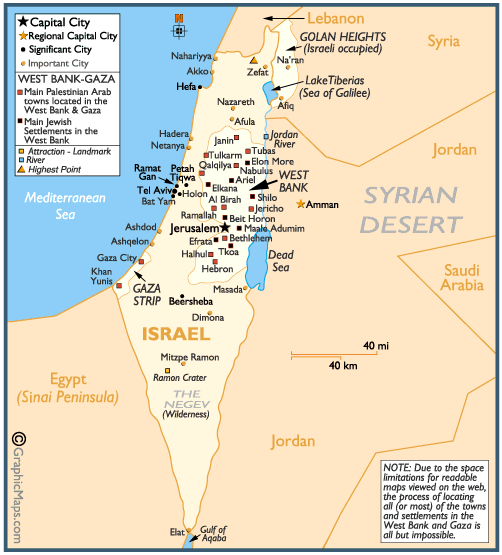 Capital City
Regional Capital City
Significant City
Important City
WEST BANK-GAZA
Main Palestinian Arab
towns located in the
West Bank & Gaza
Main Jewish
Settlements in the
West Bank
Attraction - Landmark
River
Highest Point
N
Lebanon
GOLAN HEIGHTS
(Israeli occupied)
Syria
Nahariyya
Akko
Zefat
Na'ran
Hefa
Lake Tiberias
(Sea of Galilee)
Nazareth
Afiq
Afula
Hadera
Netanya
Janin
Jordan
River
Jordan
Tulkarm
Tubas
Qalqilya
Elon More
Nabulus
Ramat
Gan
Petah
Tiqwa
Ariel
WEST
BANK
Mediterranean
Sea
Tel Aviv
Holon
Elkana
Shilo
Bat Yam
Al Birah
Jericho
Amman
SYRIAN
DESERT
Ramallah
Beit Horon
Ashdod
Jerusalem
Maale Adumim
Ashqelon
Efrata
Bethlehem
Gaza City
Halhul
Tkoa
Dead
Sea
Khan
Yunis
Hebron
GAZA
STRIP
Masada
Saudi
Arabia
Beersheba
Dimona
ISRAEL
40 mi
40 km
Mitzpe Ramon
Ramon Crater
Egypt
(Sinai Peninsula)
THE
NEGEV
(Wilderness)
Jordan
© GraphicMaps.com
NOTE: Due to the space
limitations for readable
maps viewed on the web,
the process of locating
all (or most) of the towns
and settlements in the
West Bank and Gaza is
all but impossible.
Elat
Gulf of
Aqaba